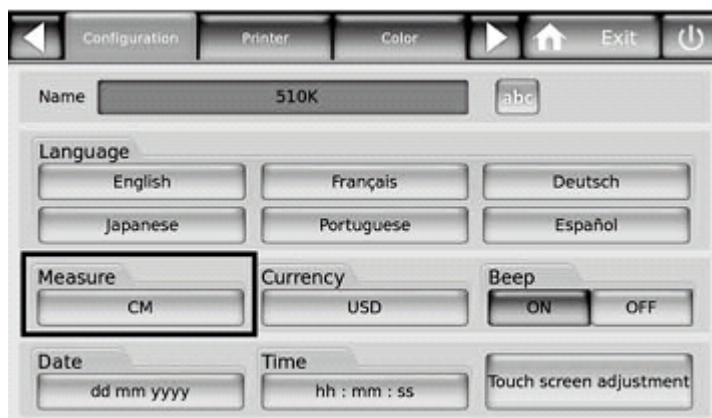 Configuration Printer Color Exit
Name 510K abc
Language
English Français Deutsch
Japanese Portuguese Español
Measure Currency Beep
CM USD ON OFF
Date Time
dd mm yyyy hh : mm : ss Touch screen adjustment